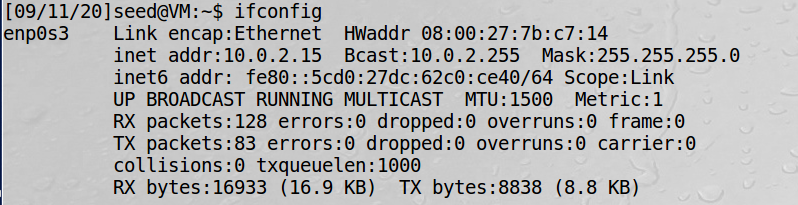 [09/11/20]seed@VM:~$ ifconfig
enp0s3    Link encap:Ethernet  HWaddr 08:00:27:7b:c7:14
          inet addr:10.0.2.15  Bcast:10.0.2.255  Mask:255.255.255.0
          inet6 addr: fe80::5cd0:27dc:62c0:ce40/64 Scope:Link
          UP BROADCAST RUNNING MULTICAST  MTU:1500  Metric:1
          RX packets:128 errors:0 dropped:0 overruns:0 frame:0
          TX packets:83 errors:0 dropped:0 overruns:0 carrier:0
          collisions:0 txqueuelen:1000
          RX bytes:16933 (16.9 KB)  TX bytes:8838 (8.8 KB)